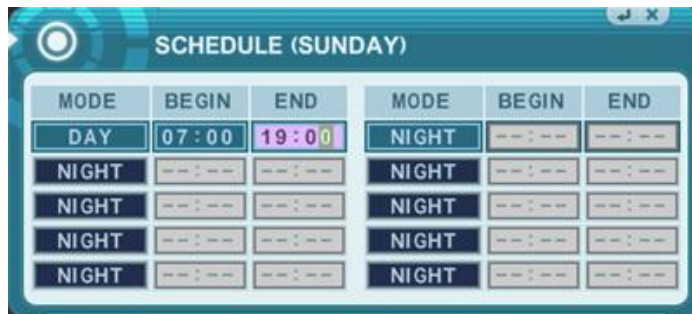 SCHEDULE (SUNDAY)
MODE BEGIN END MODE BEGIN END
DAY 07:00 19:00 NIGHT --:-- --:--
NIGHT --:-- --:-- NIGHT --:-- --:--
NIGHT --:-- --:-- NIGHT --:-- --:--
NIGHT --:-- --:-- NIGHT --:-- --:--
NIGHT --:-- --:-- NIGHT --:-- --:--